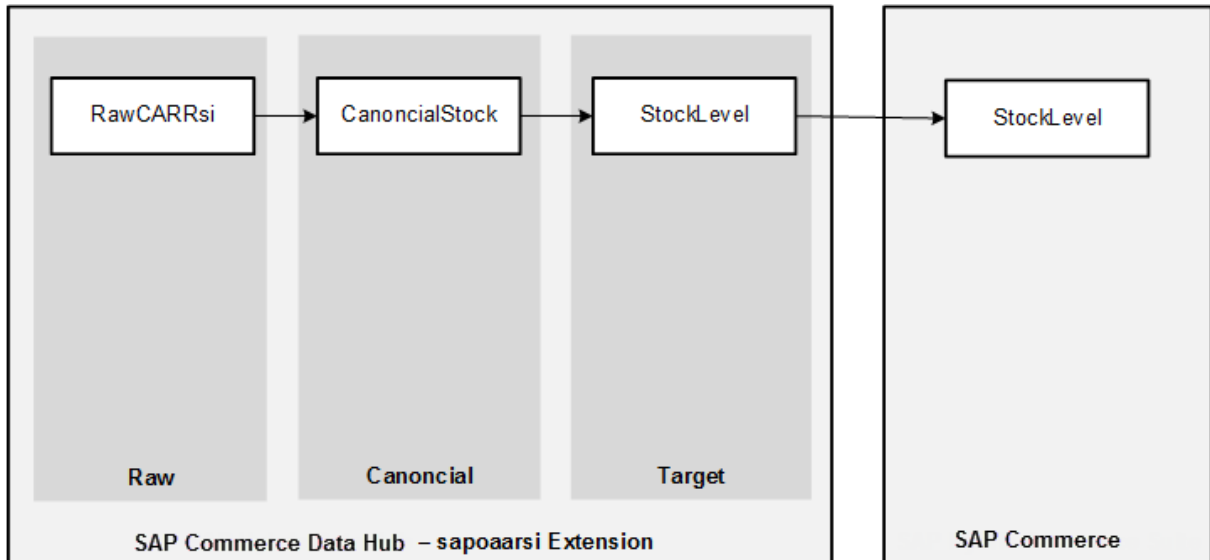 RawCARRsi
CanoncialStock
StockLevel
StockLevel
Raw
Canoncial
Target
SAP Commerce Data Hub – sapoaarsi Extension
SAP Commerce